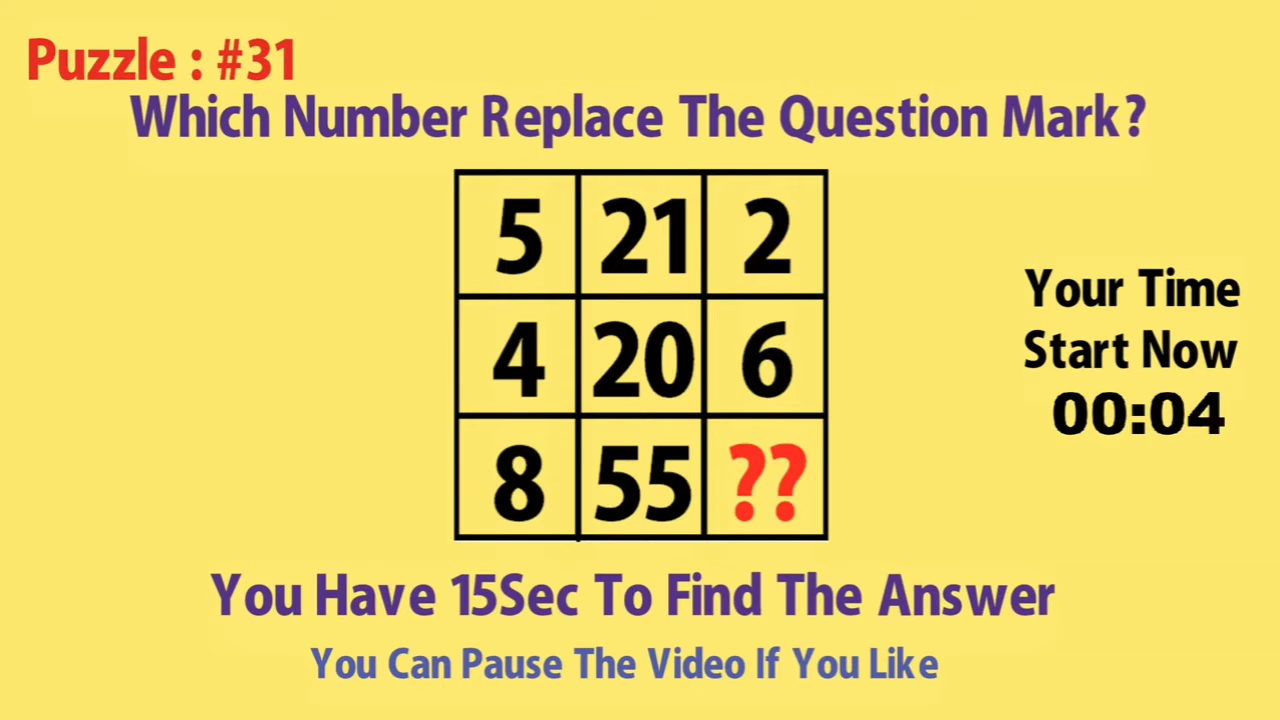 Puzzle : #31
Which Number Replace The Question Mark?
5 21 2
4 20 6
8 55 ??
Your Time
Start Now
00:04
You Have 15Sec To Find The Answer
You Can Pause The Video If You Like